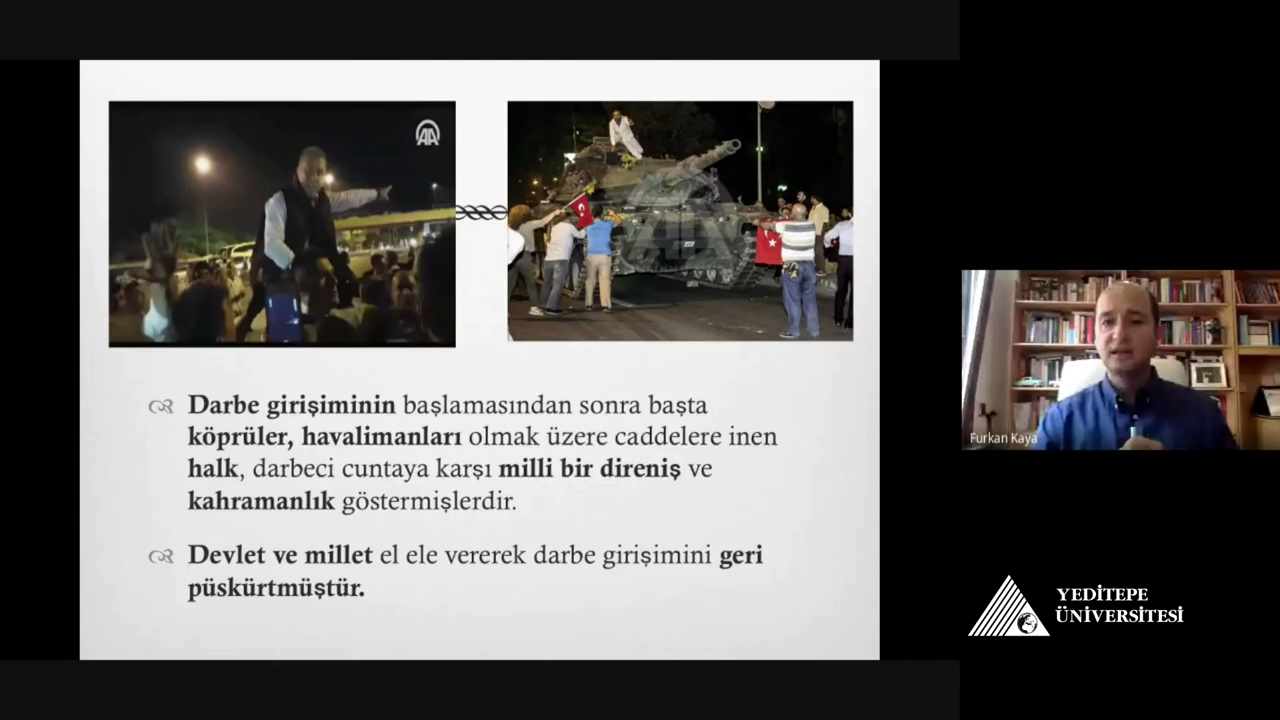 AA
AA
Darbe girişiminin başlamasından sonra başta
köprüler, havalimanları olmak üzere caddelere inen
halk, darbeci cuntaya karşı milli bir direniş ve
kahramanlık göstermişlerdir.
Devlet ve millet el ele vererek darbe girişimini geri
püskürtmüştür.
Furkan Kaya
YEDİTEPE
ÜNİVERSİTESİ